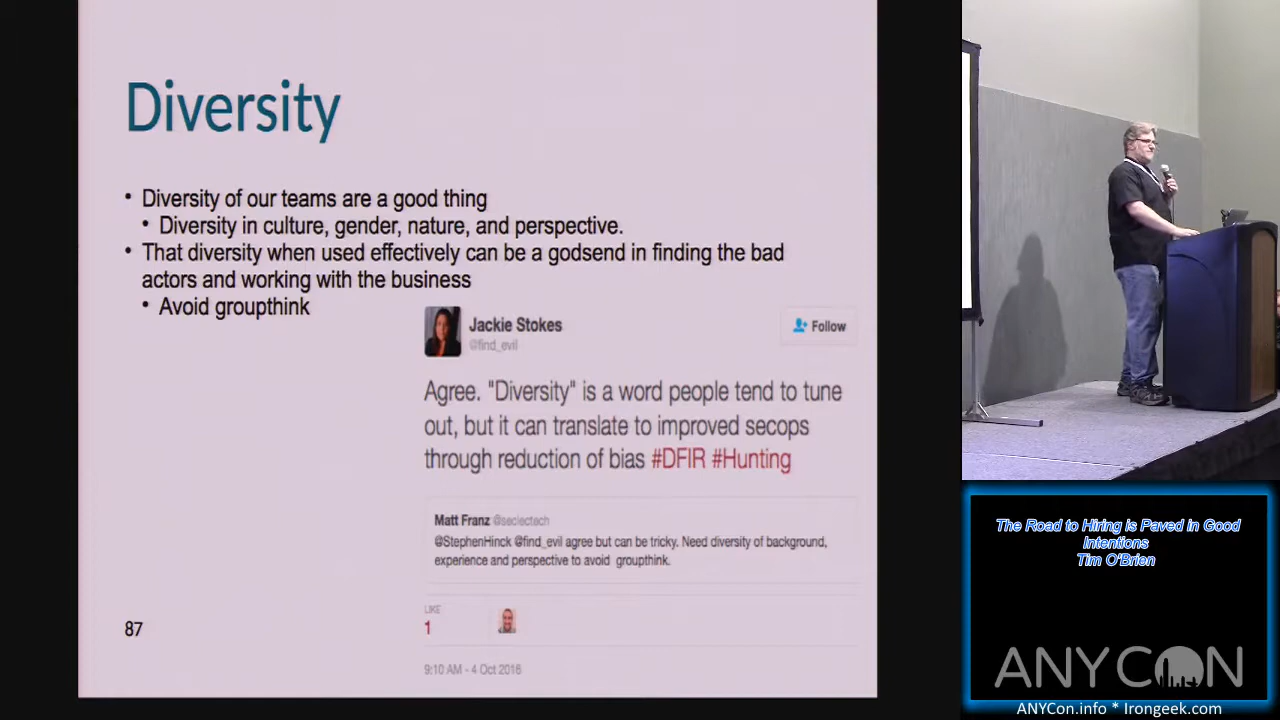 Diversity
• Diversity of our teams are a good thing
• Diversity in culture, gender, nature, and perspective.
• That diversity when used effectively can be a godsend in finding the bad
actors and working with the business
• Avoid groupthink
Jackie Stokes
@find_evil
Follow
Agree. "Diversity" is a word people tend to tune
out, but it can translate to improved secops
through reduction of bias #DFIR #Hunting
Matt Franz @seclectech
@StephenHinck @find_evil agree but can be tricky. Need diversity of background,
experience and perspective to avoid groupthink.
LIKE
1
9:10 AM - 4 Oct 2016
87
The Road to Hiring is Paved in Good
Intentions
Tim O'Brien
ANYCON
ANYCon.info * Irongeek.com